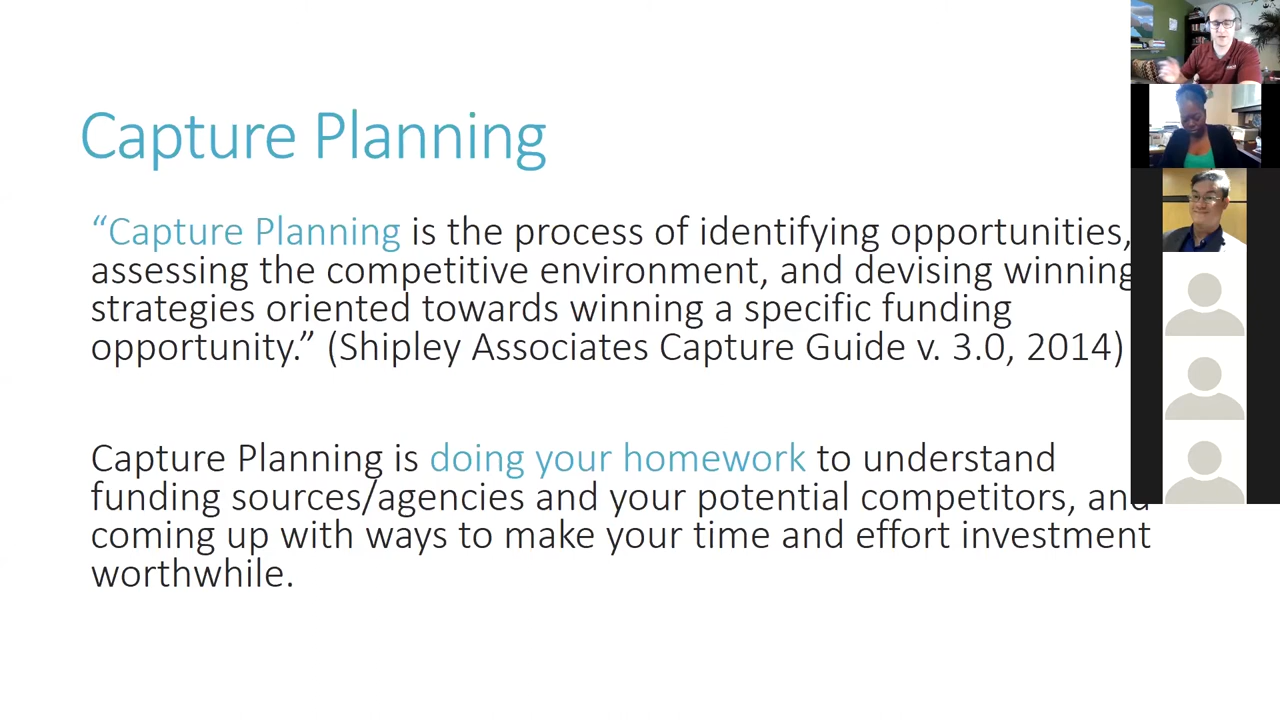 Capture Planning
“Capture Planning is the process of identifying opportunities,
assessing the competitive environment, and devising winning
strategies oriented towards winning a specific funding
opportunity.” (Shipley Associates Capture Guide v. 3.0, 2014)
Capture Planning is doing your homework to understand
funding sources/agencies and your potential competitors, and
coming up with ways to make your time and effort investment
worthwhile.